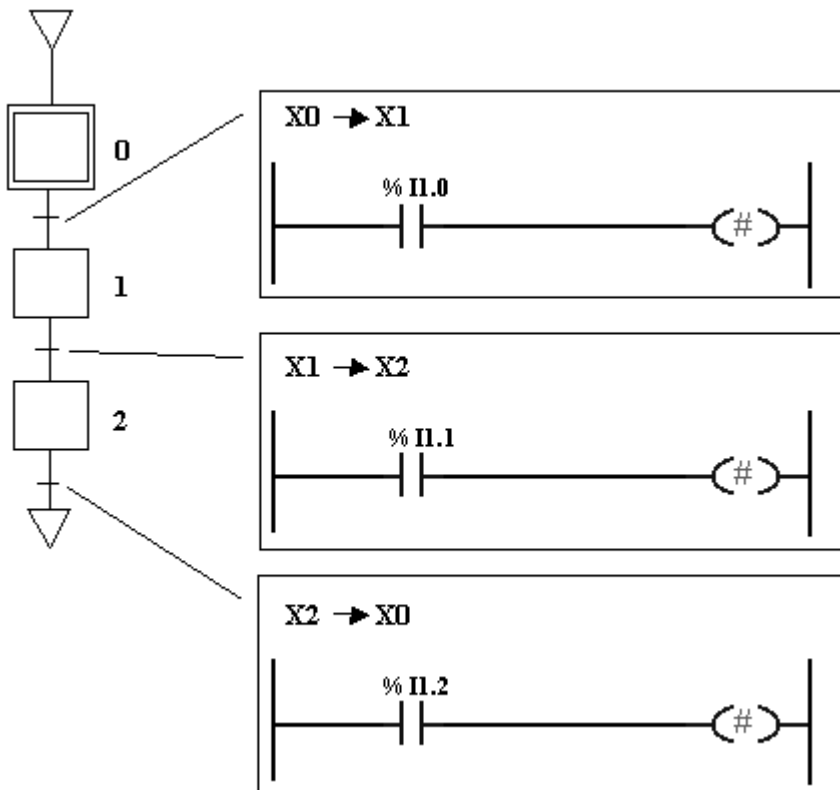 0
1
2
X0 → X1
% I1.0
(#)
X1 → X2
% I1.1
(#)
X2 → X0
% I1.2
(#)